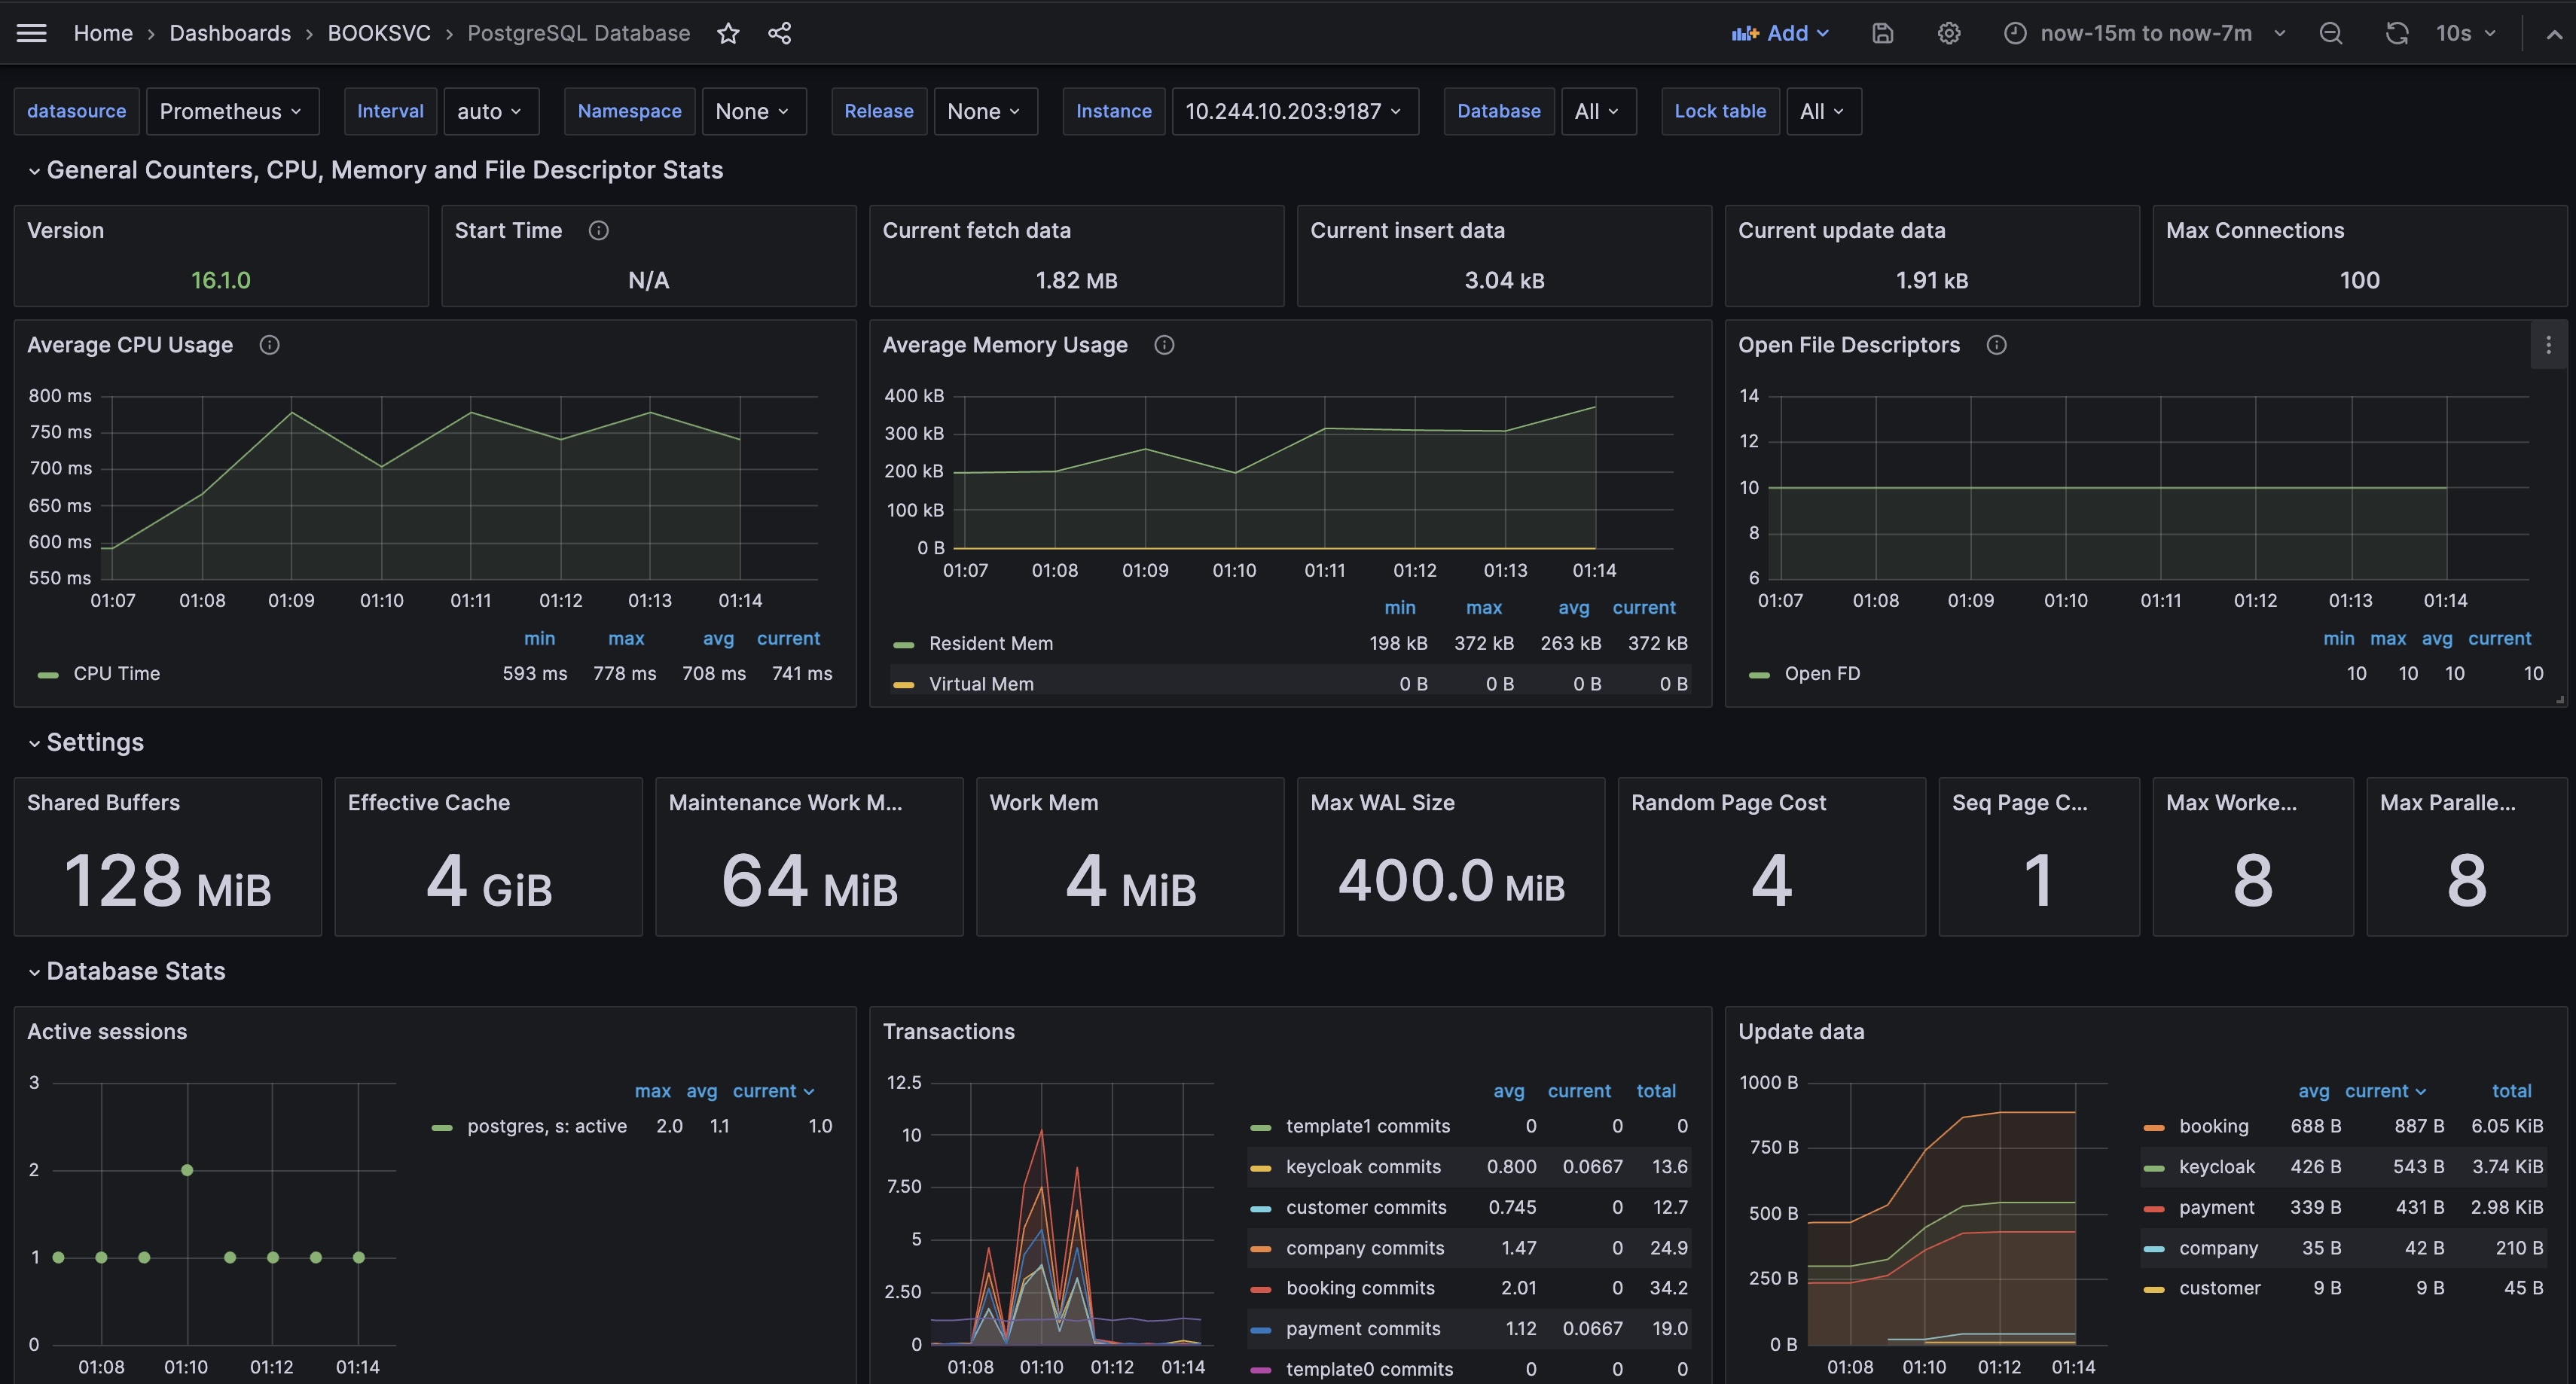 Home › Dashboards › BOOKSVC › PostgreSQL Database
Add
now-15m to now-7m
10s
datasource Prometheus Interval auto Namespace None Release None Instance 10.244.10.203:9187 Database All Lock table All
General Counters, CPU, Memory and File Descriptor Stats
Version
16.1.0
Start Time
N/A
Current fetch data
1.82 MB
Current insert data
3.04 kB
Current update data
1.91 kB
Max Connections
100
Average CPU Usage
800 ms
750 ms
700 ms
650 ms
600 ms
550 ms
01:07 01:08 01:09 01:10 01:11 01:12 01:13 01:14
min max avg current
CPU Time 593 ms 778 ms 708 ms 741 ms
Average Memory Usage
400 kB
300 kB
200 kB
100 kB
0 B
01:07 01:08 01:09 01:10 01:11 01:12 01:13 01:14
min max avg current
Resident Mem 198 kB 372 kB 263 kB 372 kB
Virtual Mem 0 B 0 B 0 B 0 B
Open File Descriptors
14
12
10
8
6
01:07 01:08 01:09 01:10 01:11 01:12 01:13 01:14
min max avg current
Open FD 10 10 10 10
Settings
Shared Buffers
128 MiB
Effective Cache
4 GiB
Maintenance Work M...
64 MiB
Work Mem
4 MiB
Max WAL Size
400.0 MiB
Random Page Cost
4
Seq Page C...
1
Max Worke...
8
Max Paralle...
8
Database Stats
Active sessions
3
2
1
0
01:08 01:10 01:12 01:14
max avg current
postgres, s: active 2.0 1.1 1.0
Transactions
12.5
10
7.50
5
2.50
0
01:08 01:10 01:12 01:14
avg current total
template1 commits 0 0 0
keycloak commits 0.800 0.0667 13.6
customer commits 0.745 0 12.7
company commits 1.47 0 24.9
booking commits 2.01 0 34.2
payment commits 1.12 0.0667 19.0
template0 commits 0 0 0
Update data
1000 B
750 B
500 B
250 B
0 B
01:08 01:10 01:12 01:14
avg current total
booking 688 B 887 B 6.05 KiB
keycloak 426 B 543 B 3.74 KiB
payment 339 B 431 B 2.98 KiB
company 35 B 42 B 210 B
customer 9 B 9 B 45 B